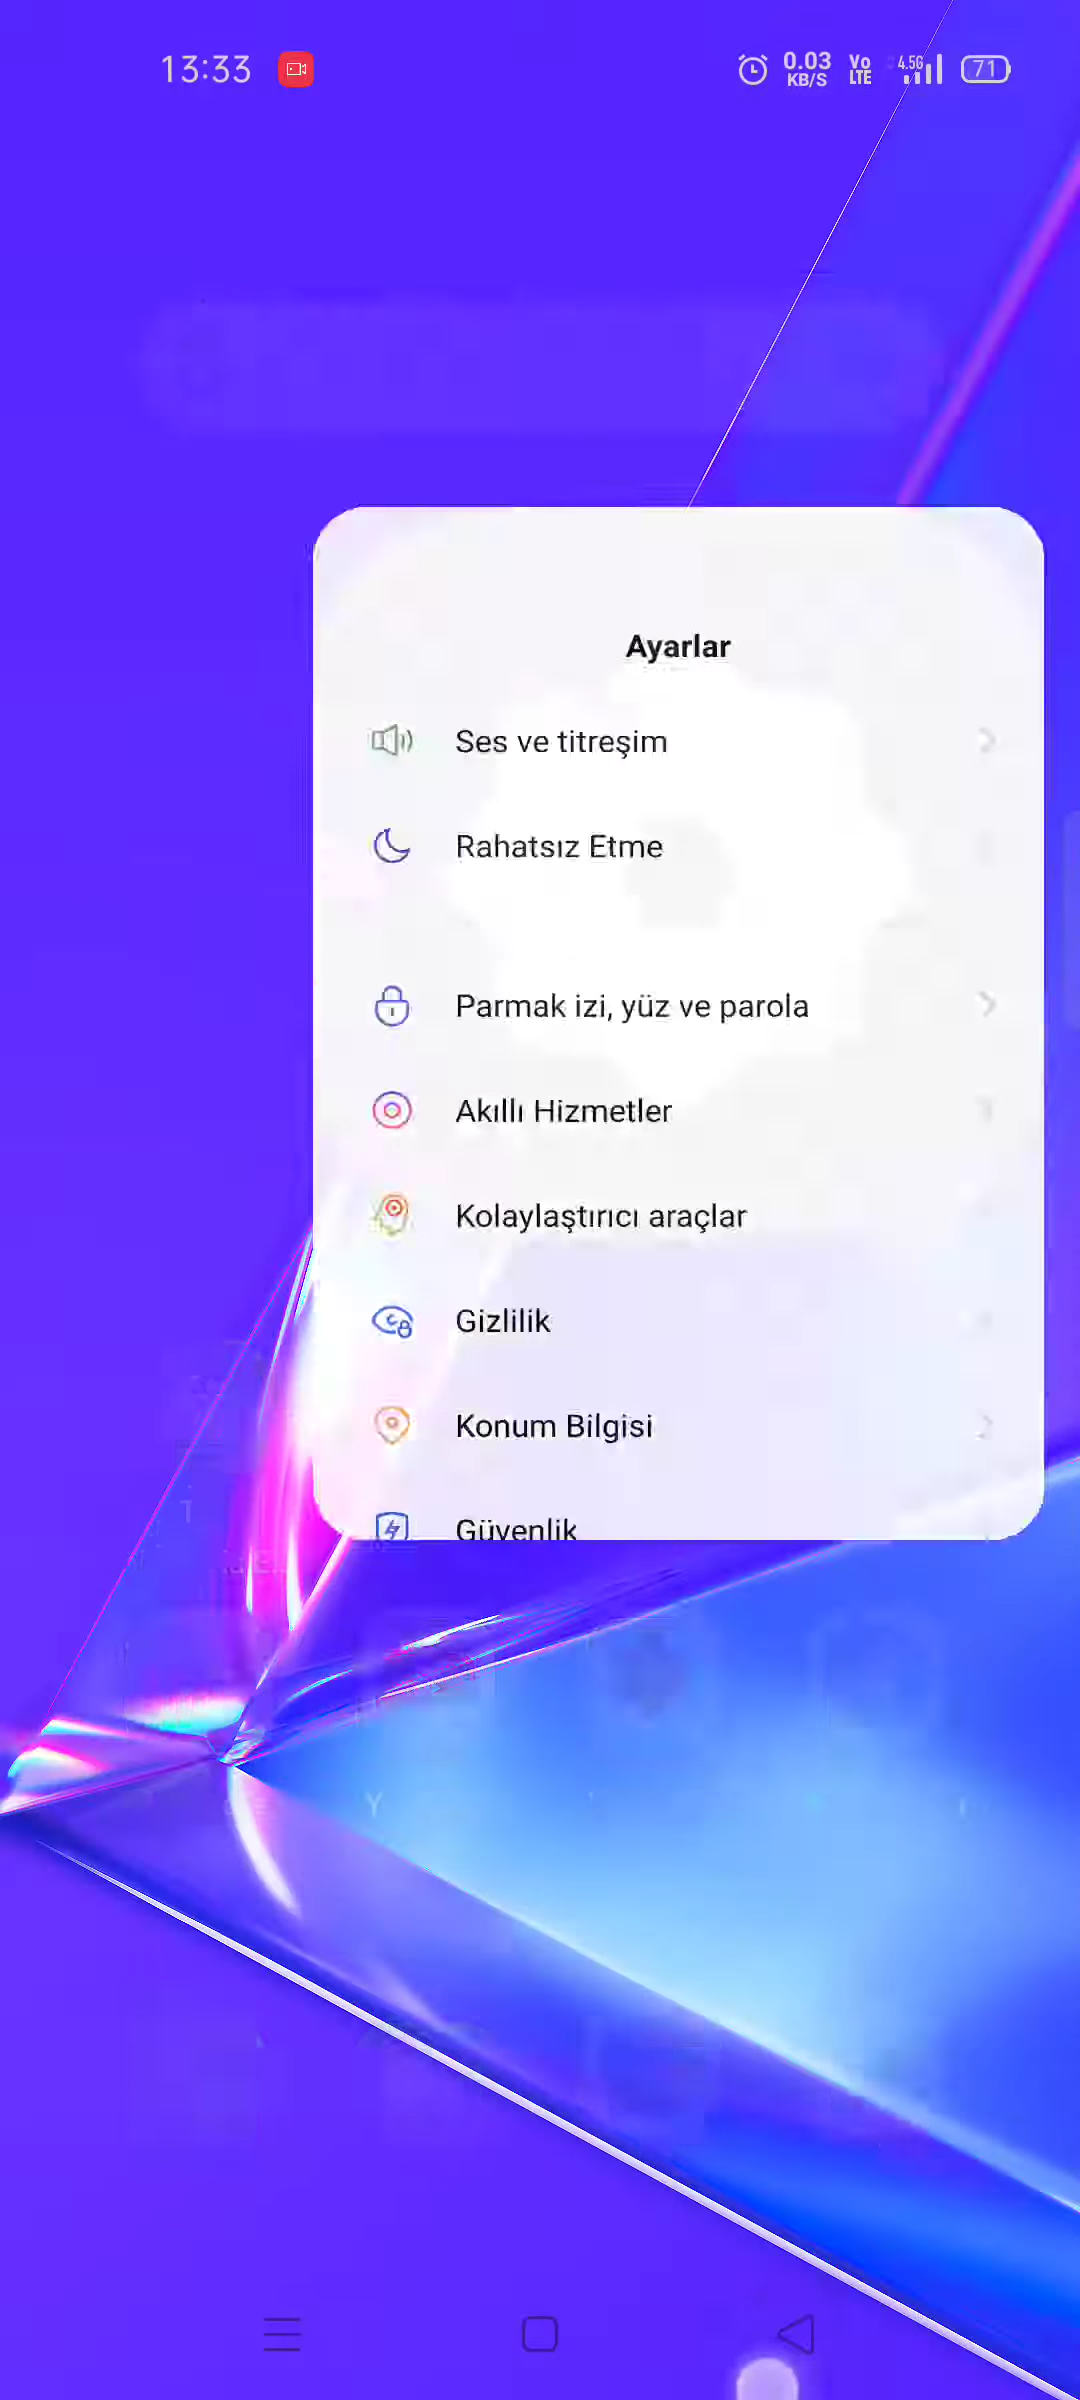 13:33
0.03 KB/S
Vo LTE
4.5G
71
Ayarlar
Ses ve titreşim
Rahatsız Etme
Parmak izi, yüz ve parola
Akıllı Hizmetler
Kolaylaştırıcı araçlar
Gizlilik
Konum Bilgisi
Güvenlik